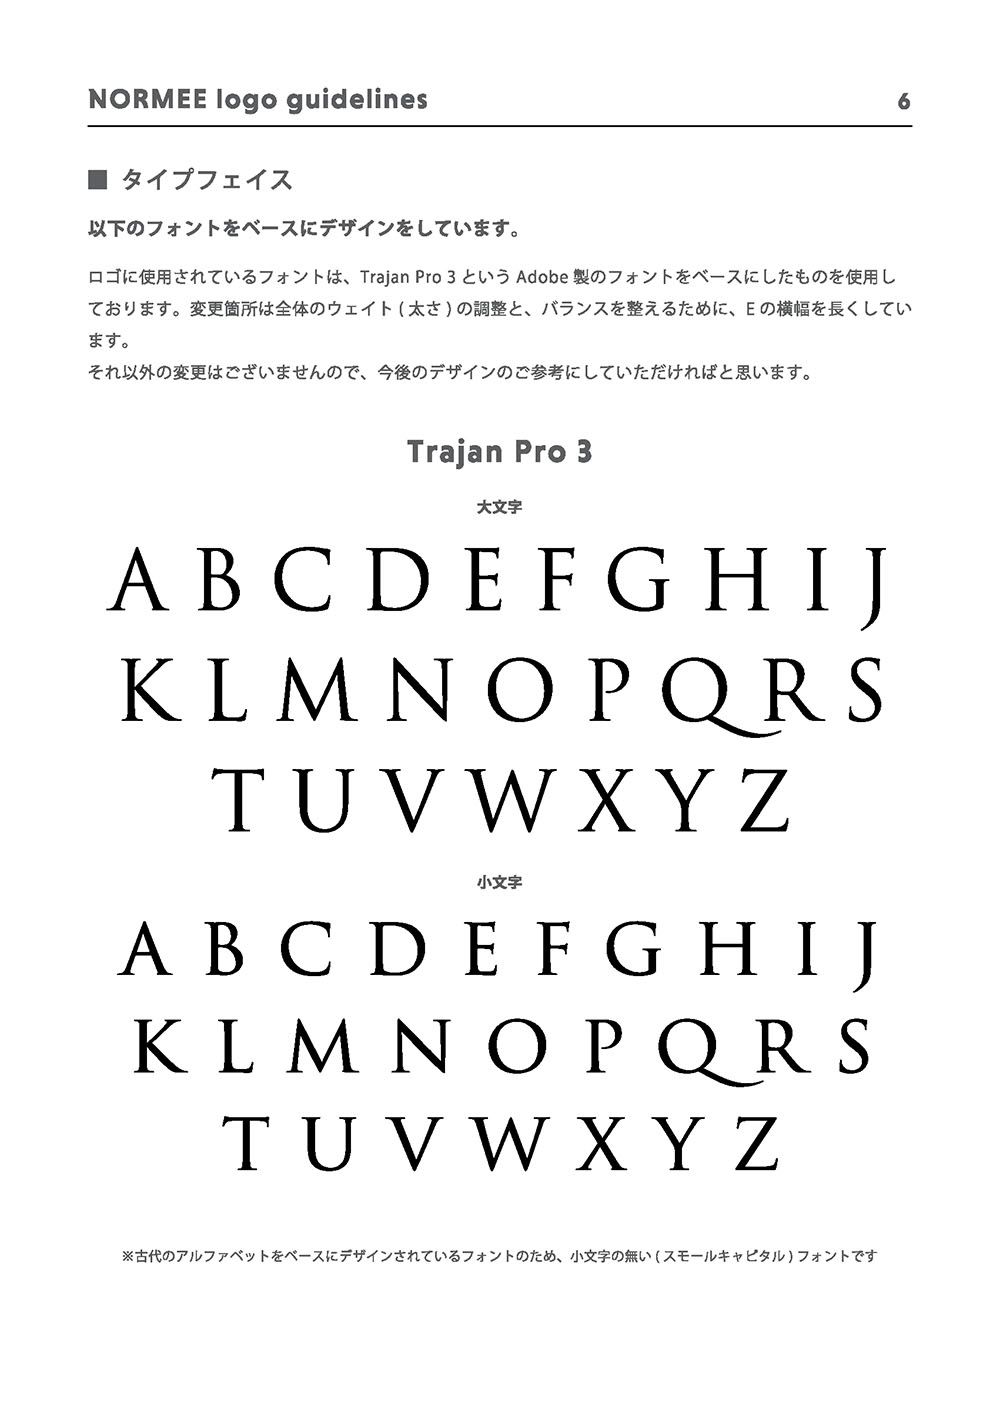 NORMEE logo guidelines 6
■ タイプフェイス
以下のフォントをベースにデザインをしています。
ロゴに使用されているフォントは、Trajan Pro 3 という Adobe 製のフォントをベースにしたものを使用し
ております。変更箇所は全体のウェイト ( 太さ ) の調整と、バランスを整えるために、E の横幅を長くしてい
ます。
それ以外の変更はございませんので、今後のデザインのご参考にしていただければと思います。
Trajan Pro 3
大文字
A B C D E F G H I J
K L M N O P Q R S
T U V W X Y Z
小文字
A B C D E F G H I J
K L M N O P Q R S
T U V W X Y Z
※古代のアルファベットをベースにデザインされているフォントのため、小文字の無い ( スモールキャピタル ) フォントです